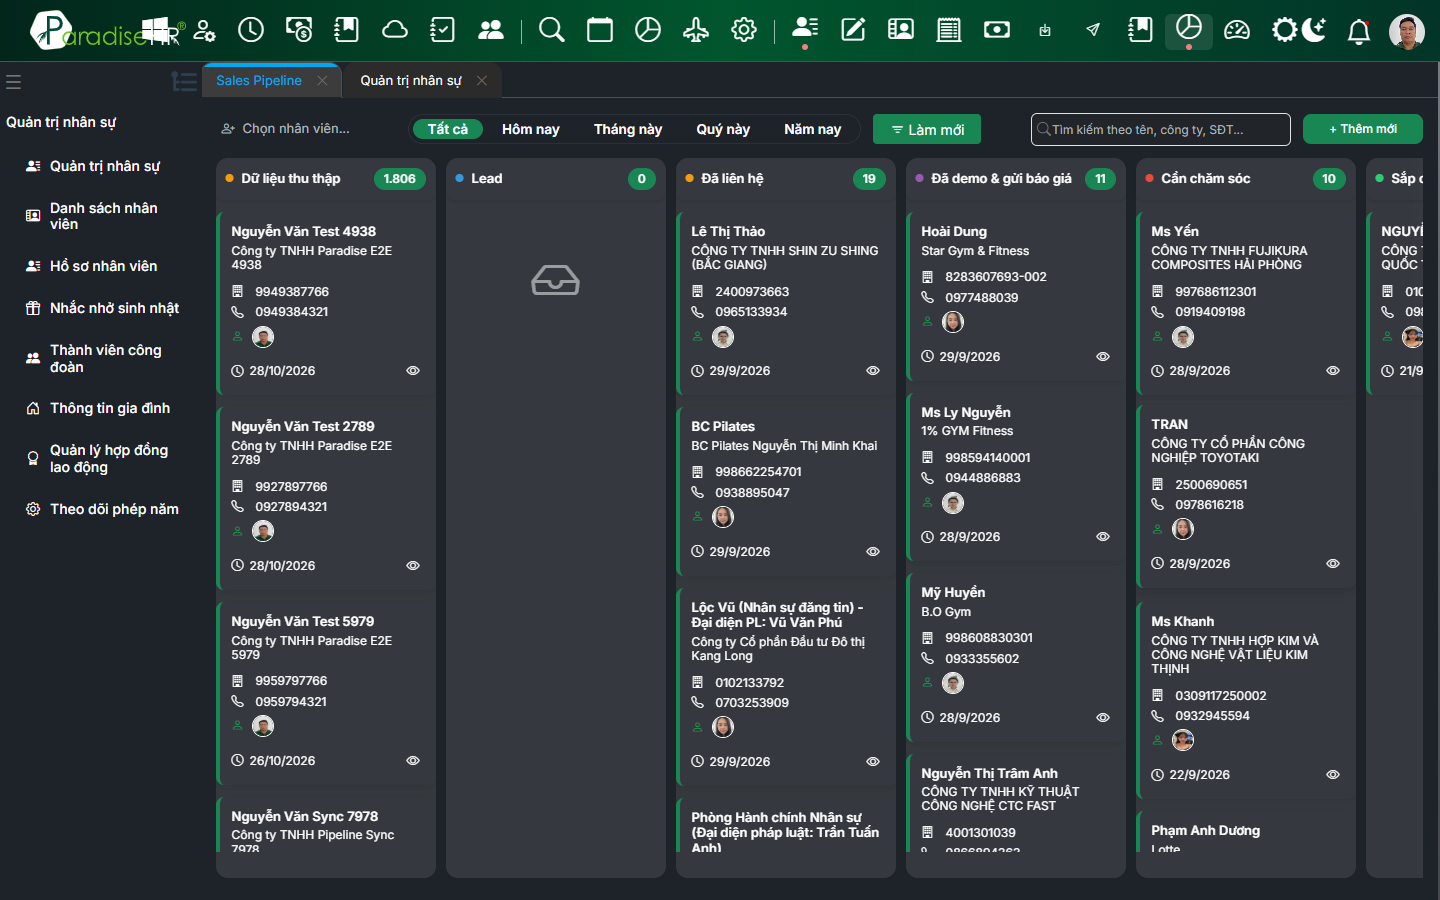 ParadiseHR®
Sales Pipeline
Quản trị nhân sự
Quản trị nhân sự
Quản trị nhân sự
Danh sách nhân
viên
Hồ sơ nhân viên
Nhắc nhở sinh nhật
Thành viên công
đoàn
Thông tin gia đình
Quản lý hợp đồng
lao động
Theo dõi phép năm
Chọn nhân viên...
Tất cả
Hôm nay
Tháng này
Quý này
Năm nay
Làm mới
Tìm kiếm theo tên, công ty, SĐT...
+ Thêm mới
Dữ liệu thu thập
1.806
Nguyễn Văn Test 4938
Công ty TNHH Paradise E2E
4938
9949387766
0949384321
28/10/2026
Nguyễn Văn Test 2789
Công ty TNHH Paradise E2E
2789
9927897766
0927894321
28/10/2026
Nguyễn Văn Test 5979
Công ty TNHH Paradise E2E
5979
9959797766
0959794321
26/10/2026
Nguyễn Văn Sync 7978
Công ty TNHH Pipeline Sync
7978
Lead
0
Đã liên hệ
19
Lê Thị Thảo
CÔNG TY TNHH SHIN ZU SHING
(BẮC GIANG)
2400973663
0965133934
29/9/2026
BC Pilates
BC Pilates Nguyễn Thị Minh Khai
998662254701
0938895047
29/9/2026
Lộc Vũ (Nhân sự đăng tin) -
Đại diện PL: Vũ Văn Phú
Công ty Cổ phần Đầu tư Đô thị
Kang Long
0102133792
0703253909
29/9/2026
Phòng Hành chính Nhân sự
(Đại diện pháp luật: Trần Tuấn
Anh)
Đã demo & gửi báo giá
11
Hoài Dung
Star Gym & Fitness
8283607693-002
0977488039
29/9/2026
Ms Ly Nguyễn
1% GYM Fitness
998594140001
0944886883
28/9/2026
Mỹ Huyền
B.O Gym
998608830301
0933355602
28/9/2026
Nguyễn Thị Trâm Anh
CÔNG TY TNHH KỸ THUẬT
CÔNG NGHỆ CTC FAST
4001301039
Cần chăm sóc
10
Ms Yến
CÔNG TY TNHH FUJIKURA
COMPOSITES HẢI PHÒNG
997686112301
0919409198
28/9/2026
TRAN
CÔNG TY CỔ PHẦN CÔNG
NGHIỆP TOYOTAKI
2500690651
0978616218
28/9/2026
Ms Khanh
CÔNG TY TNHH HỢP KIM VÀ
CÔNG NGHỆ VẬT LIỆU KIM
THỊNH
0309117250002
0932945594
22/9/2026
Phạm Anh Dương
Lotte
Sắp
CÔNG
QUỐC
010
21/9